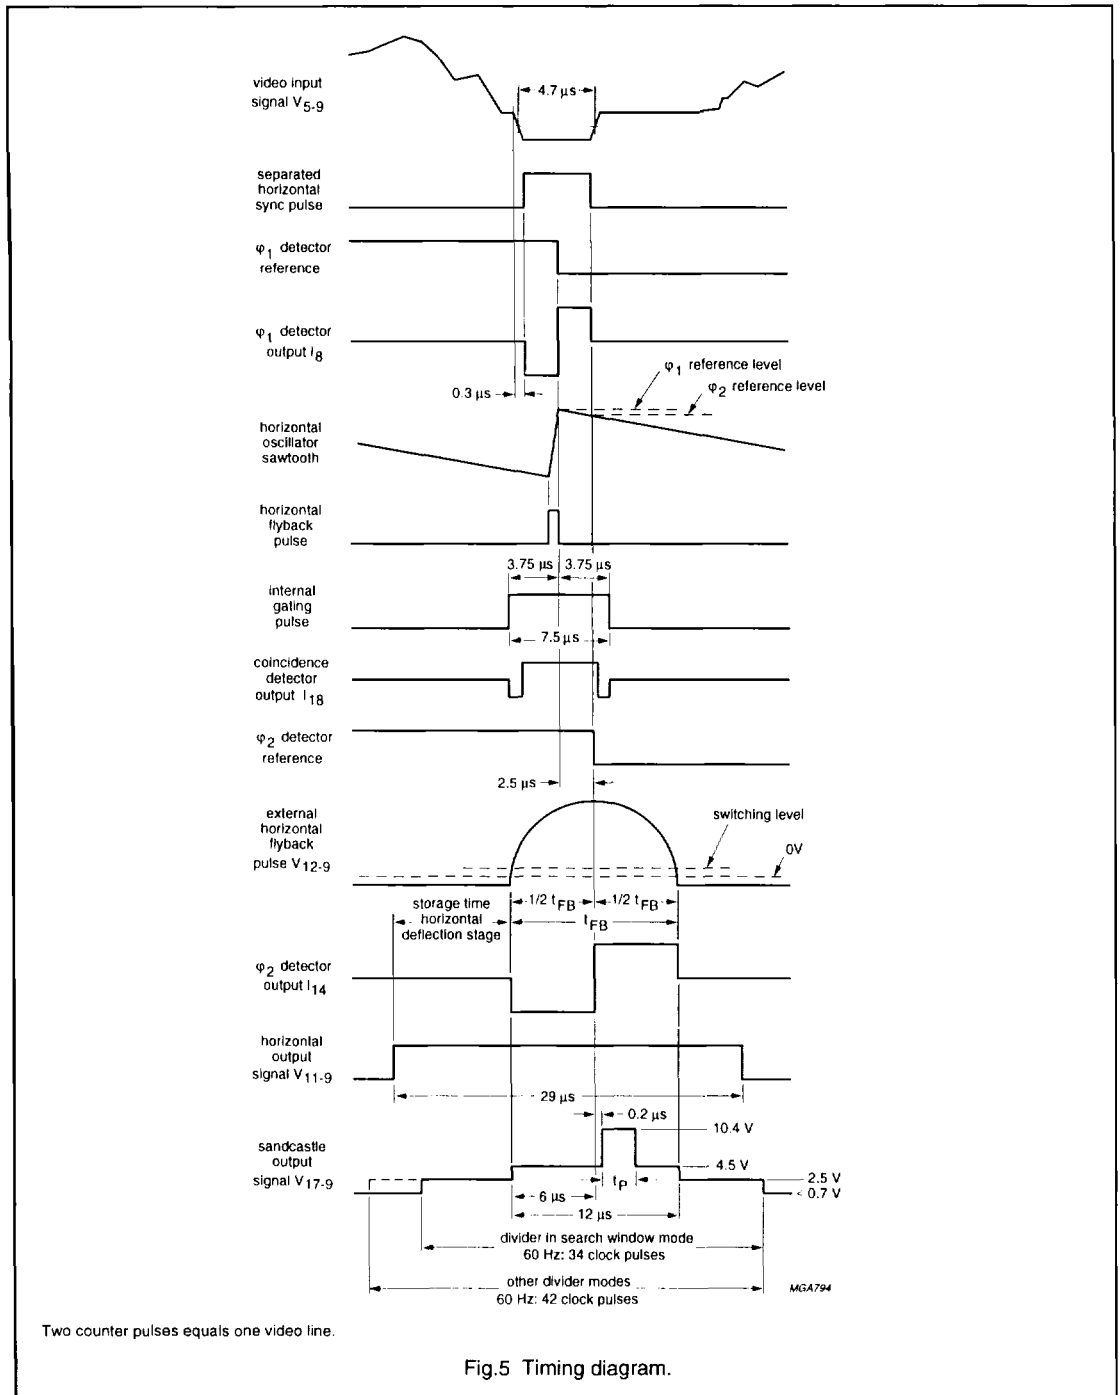 video input
signal V5-9
4.7 μs
separated
horizontal
sync pulse
φ1 detector
reference
φ1 detector
output I8
0.3 μs
φ1 reference level
φ2 reference level
horizontal
oscillator
sawtooth
horizontal
flyback
pulse
3.75 μs 3.75 μs
internal
gating
pulse
7.5 μs
coincidence
detector
output I18
φ2 detector
reference
2.5 μs
external
horizontal
flyback
pulse V12-9
switching level
0V
storage time
horizontal
deflection stage
1/2 tFB 1/2 tFB
tFB
φ2 detector
output I14
horizontal
output
signal V11-9
29 μs
0.2 μs
10.4 V
sandcastle
output
signal V17-9
4.5 V
2.5 V
< 0.7 V
tP
6 μs
12 μs
divider in search window mode
60 Hz: 34 clock pulses
other divider modes
60 Hz: 42 clock pulses
MGA794
Two counter pulses equals one video line.
Fig.5 Timing diagram.